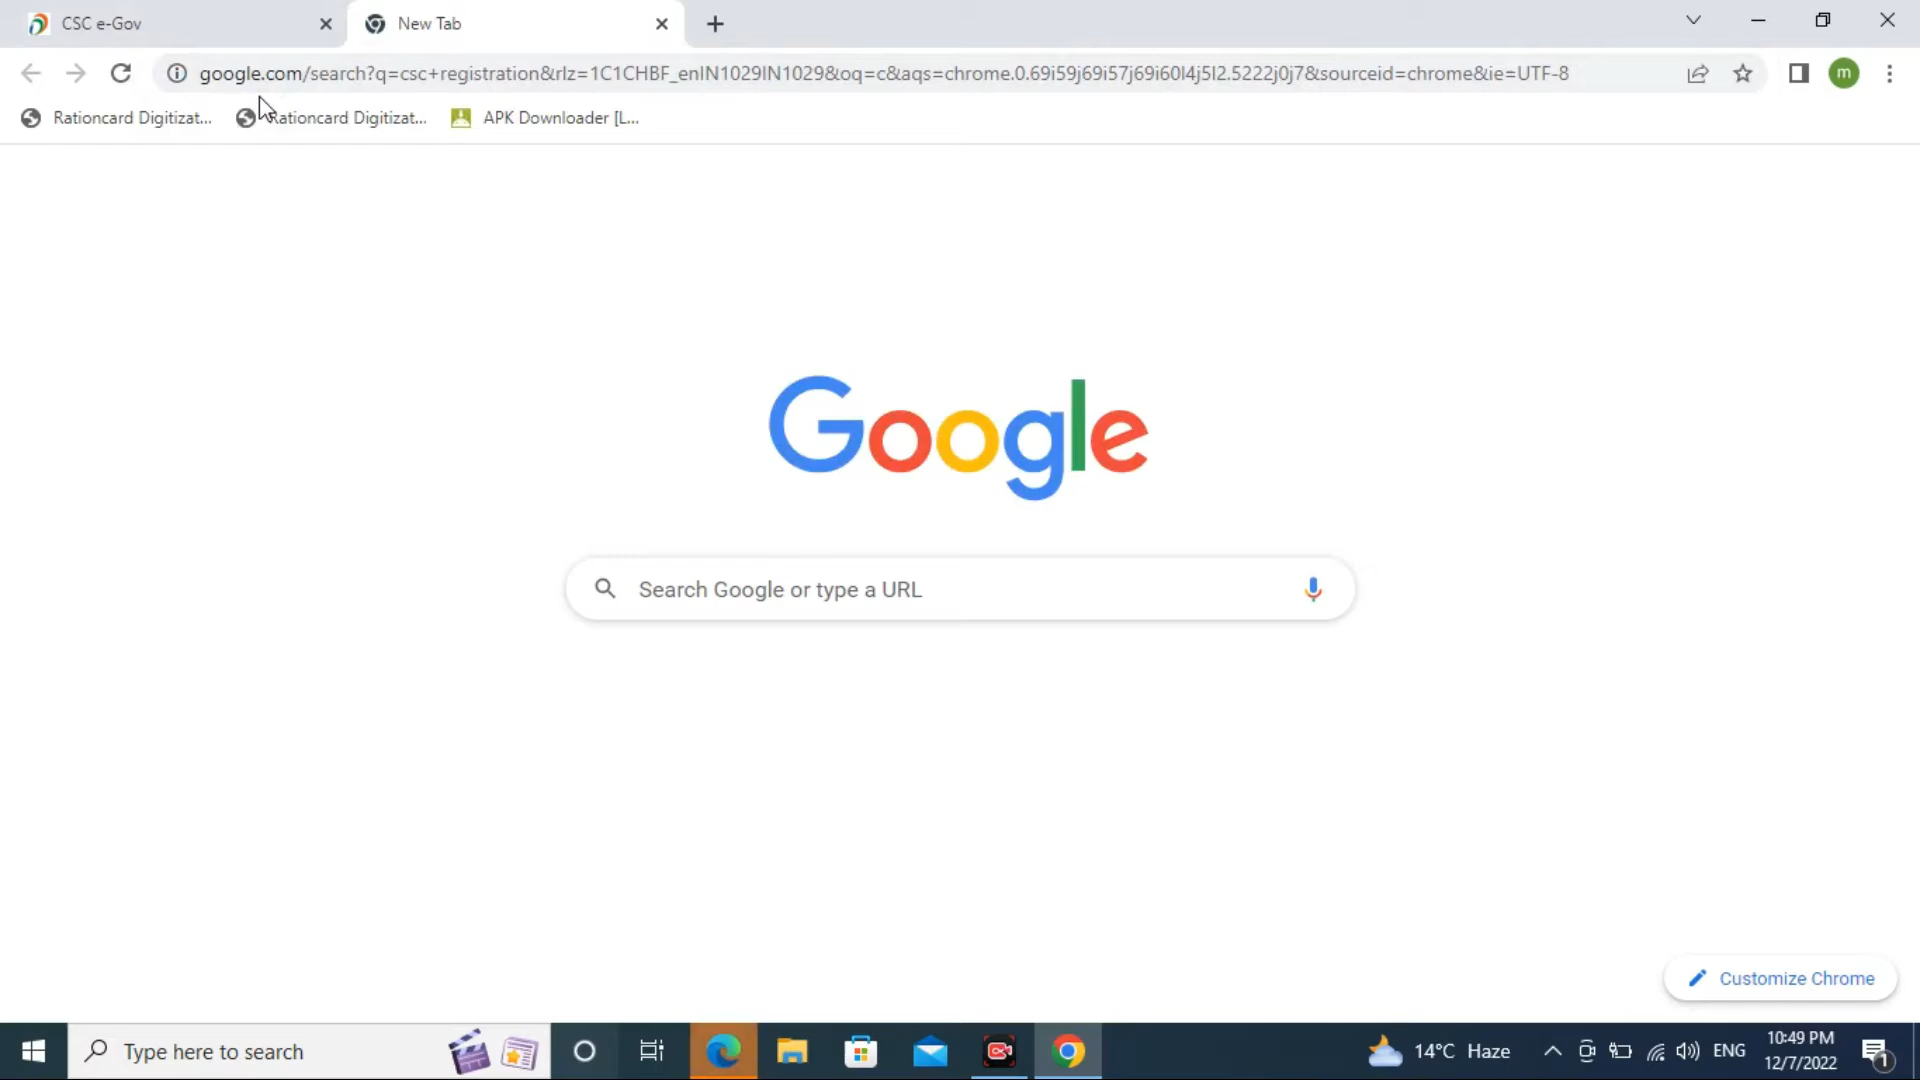 CSC e-Gov
New Tab
google.com/search?q=csc+registration&rlz=1C1CHBF_enIN1029IN1029&oq=c&aqs=chrome.0.69i59j69i57j69i60l4j5l2.5222j0j7&sourceid=chrome&ie=UTF-8
m
Rationcard Digitizat...
Rationcard Digitizat...
APK Downloader [L...
Google
Search Google or type a URL
Customize Chrome
Type here to search
14°C Haze
ENG
10:49 PM
12/7/2022
1